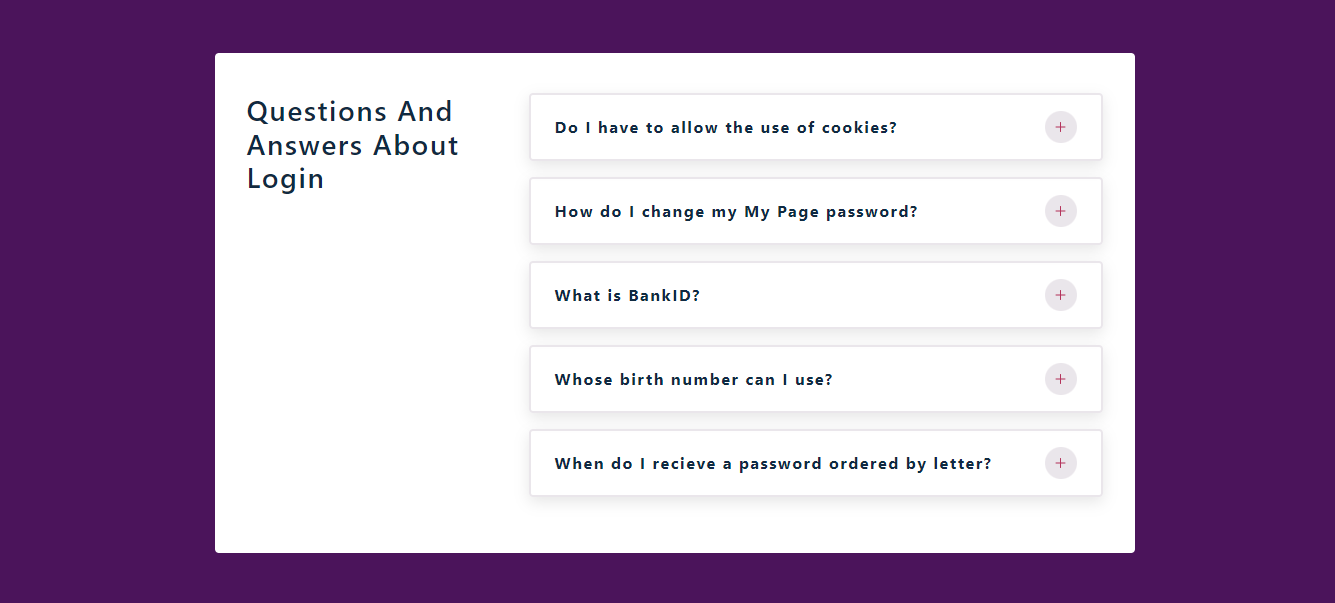 Questions And
Answers About
Login
Do I have to allow the use of cookies?
How do I change my My Page password?
What is BankID?
Whose birth number can I use?
When do I recieve a password ordered by letter?